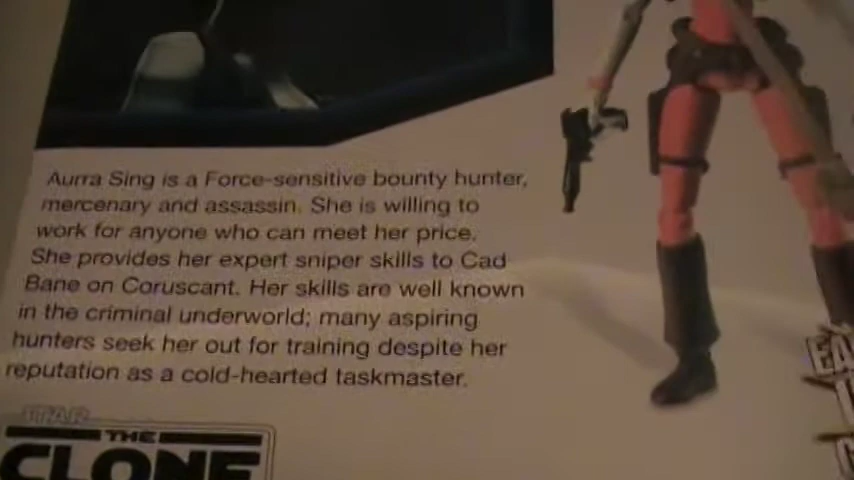 Aurra Sing is a Force-sensitive bounty hunter,
mercenary and assassin. She is willing to
work for anyone who can meet her price.
She provides her expert sniper skills to Cad
Bane on Coruscant. Her skills are well known
in the criminal underworld; many aspiring
hunters seek her out for training despite her
reputation as a cold-hearted taskmaster.
STAR
THE
CLONE